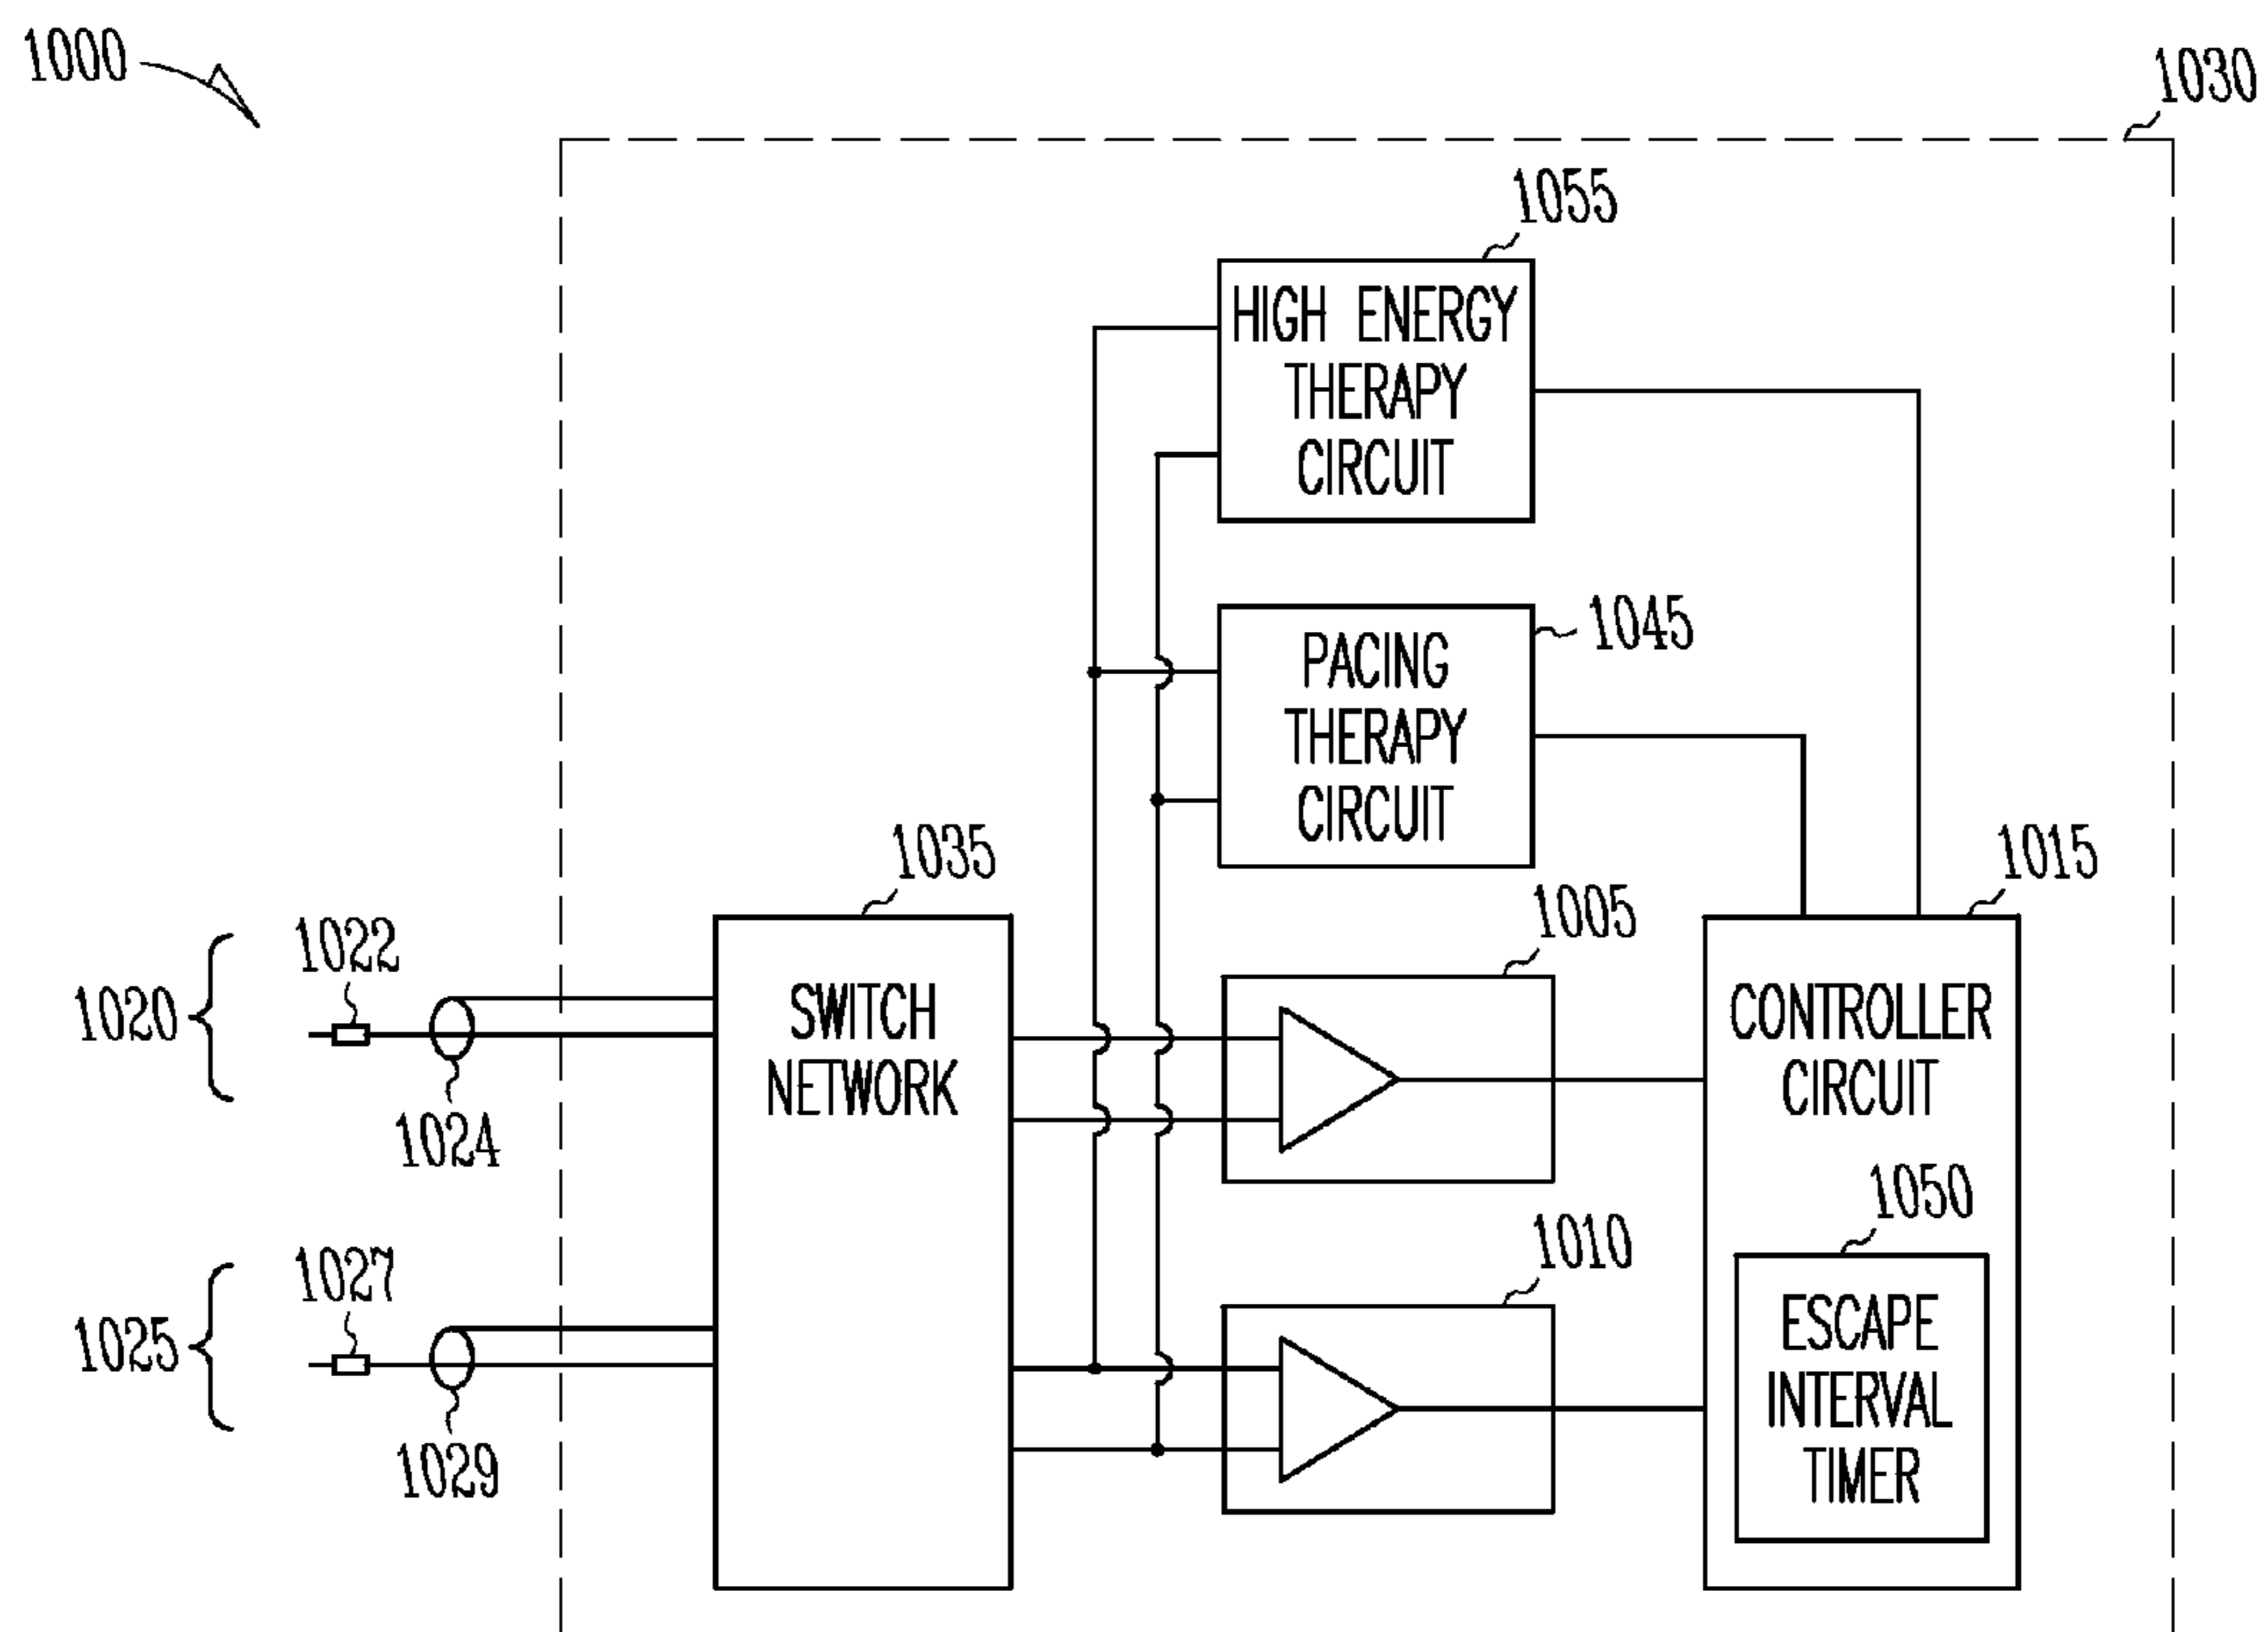 1000
1030
1055
HIGH ENERGY
THERAPY
CIRCUIT
1045
PACING
THERAPY
CIRCUIT
1035
1015
1005
1022
1020
SWITCH
NETWORK
CONTROLLER
CIRCUIT
1024
1050
1010
1027
1025
ESCAPE
INTERVAL
TIMER
1029